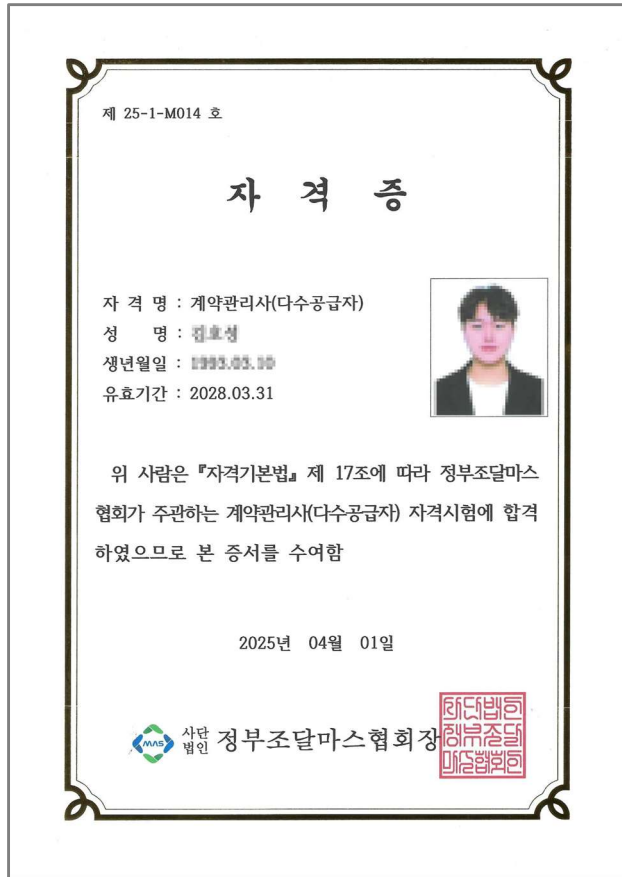 제 25-1-M014 호
자 격 증
자 격 명 : 계약관리사(다수공급자)
성 명 :
생년월일 :
유효기간 : 2028.03.31
위 사람은 『자격기본법』 제 17조에 따라 정부조달마스
협회가 주관하는 계약관리사(다수공급자) 자격시험에 합격
하였으므로 본 증서를 수여함
2025년 04월 01일
MAS 사단법인 정부조달마스협회장